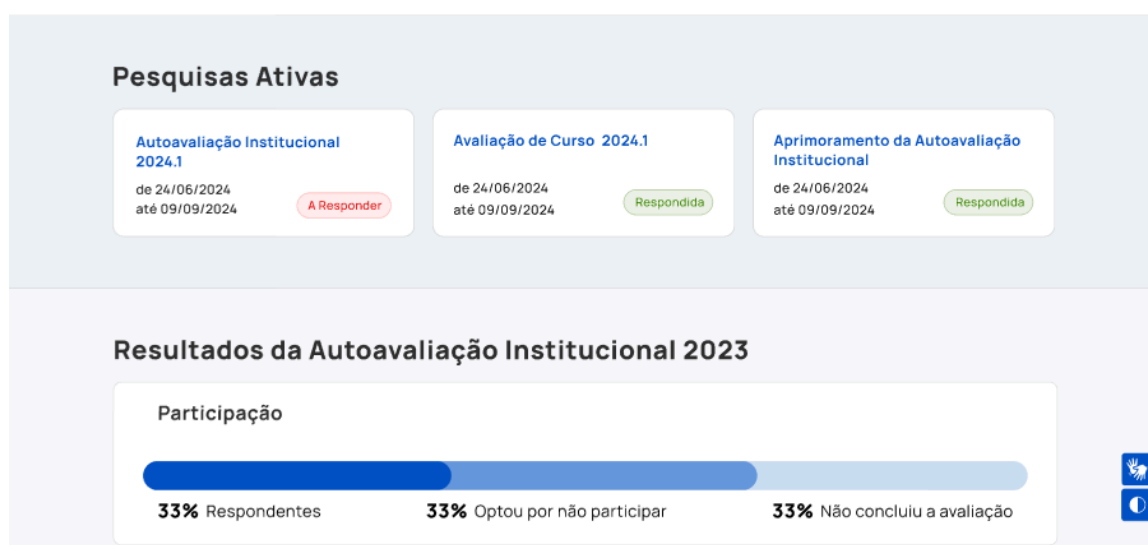 Pesquisas Ativas
Autoavaliação Institucional
2024.1
de 24/06/2024
até 09/09/2024
A Responder
Avaliação de Curso 2024.1
de 24/06/2024
até 09/09/2024
Respondida
Aprimoramento da Autoavaliação
Institucional
de 24/06/2024
até 09/09/2024
Respondida
Resultados da Autoavaliação Institucional 2023
Participação
33% Respondentes
33% Optou por não participar
33% Não concluiu a avaliação